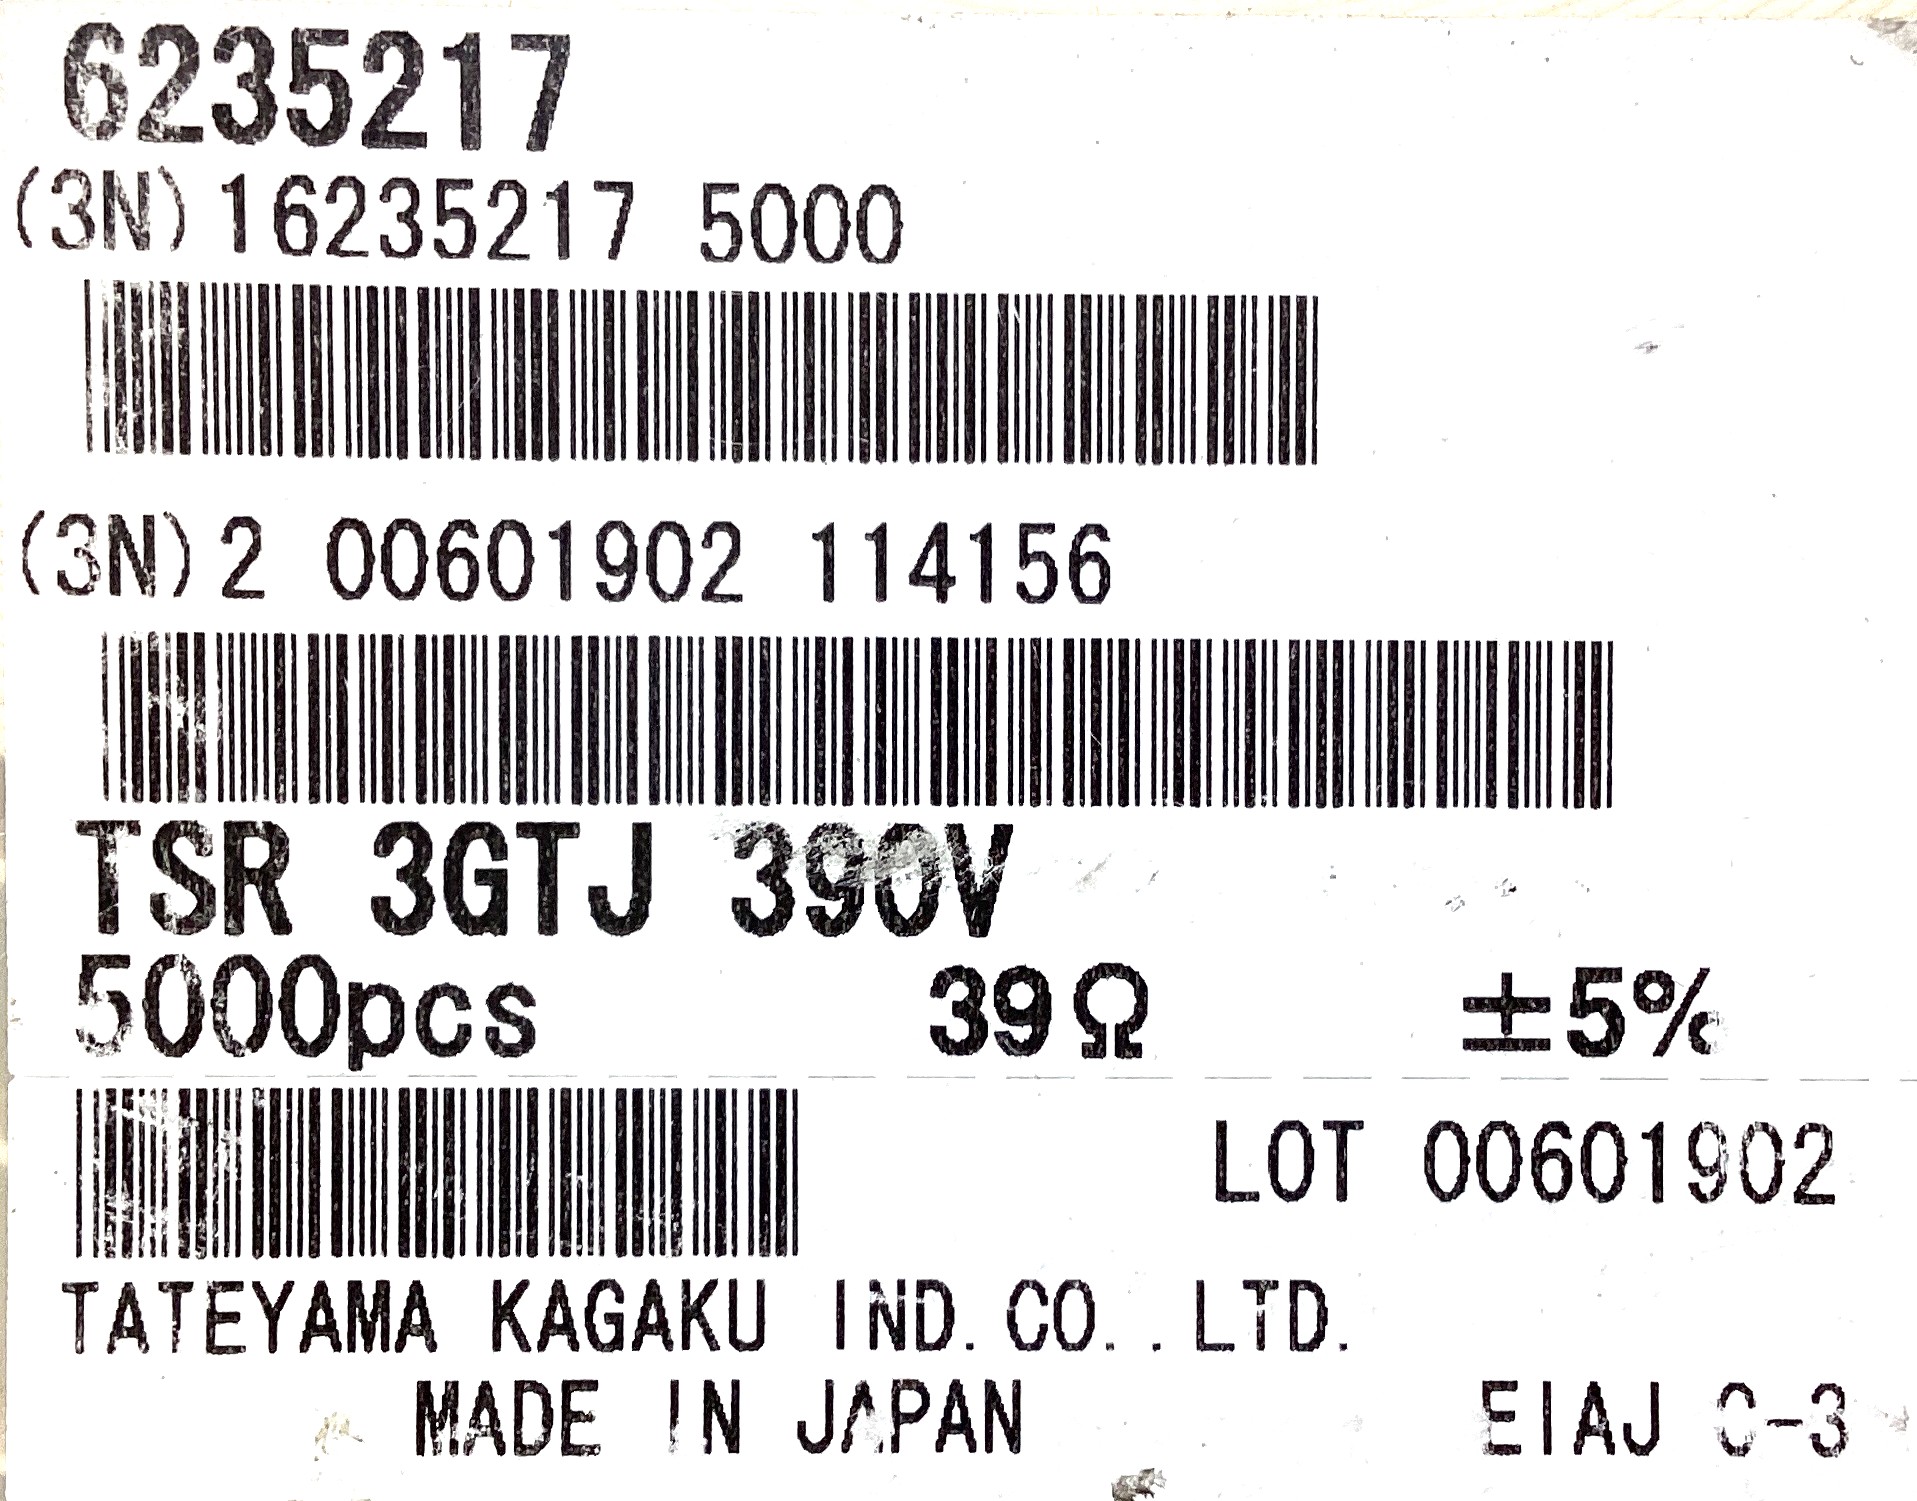 6235217
(3N)16235217 5000
(3N)2 00601902 114156
TSR 3GTJ 390V
5000pcs 39Ω ±5%
LOT 00601902
TATEYAMA KAGAKU IND.CO..LTD.
MADE IN JAPAN EIAJ C-3